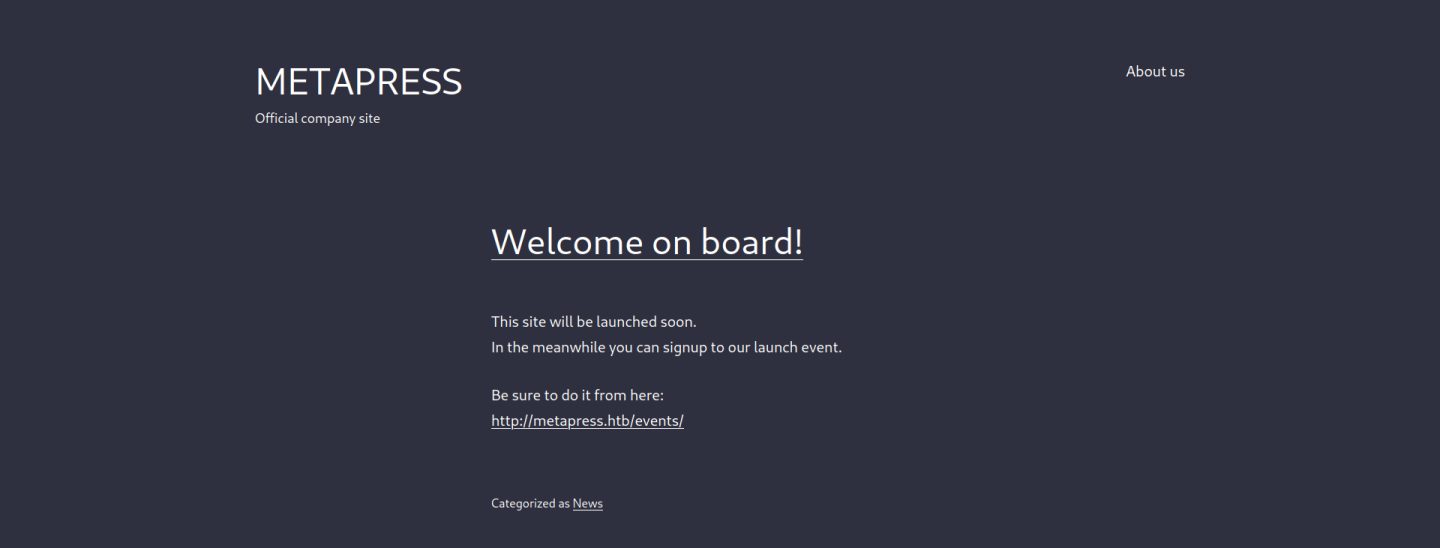 METAPRESS
About us
Official company site
Welcome on board!
This site will be launched soon.
In the meanwhile you can signup to our launch event.
Be sure to do it from here:
http://metapress.htb/events/
Categorized as News